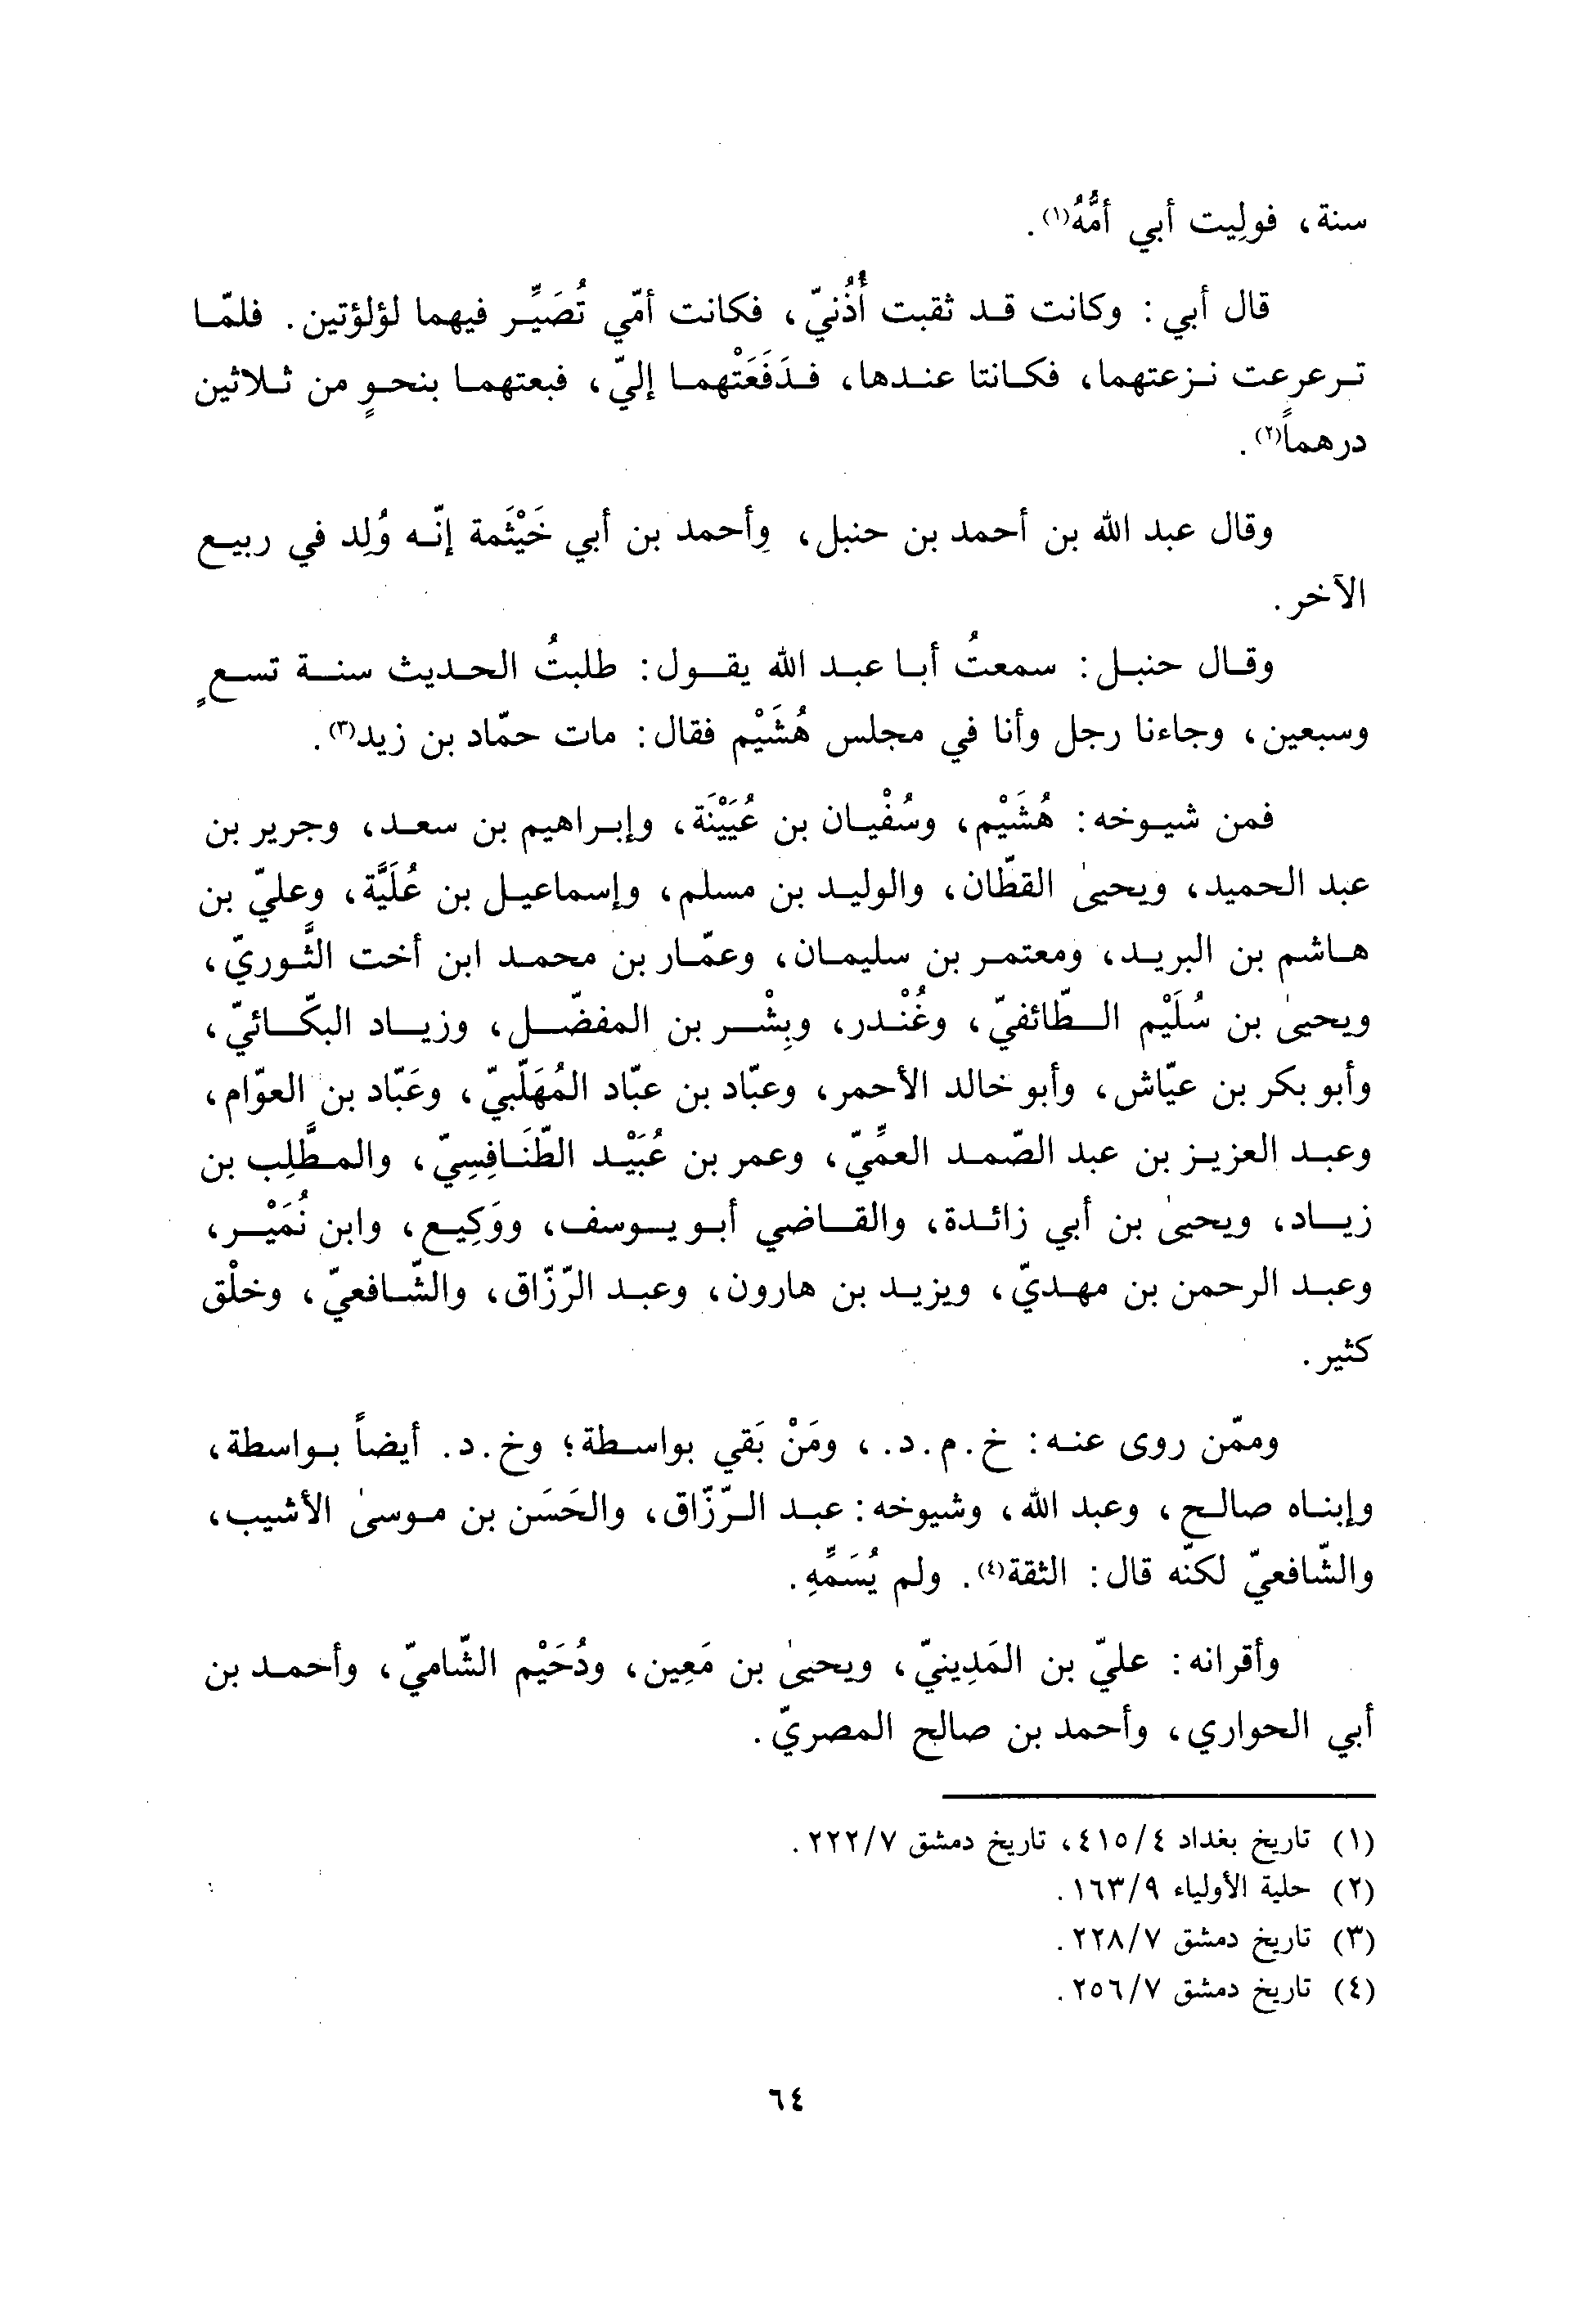 سنة، فولِيت أبي أمُّهُ(١).
قال أبي: وكانت قد ثقبت أُذُنيّ، فكانت أمّي تُصَيِّر فيهما لؤلؤتين. فلمّا
ترعرعت نزعتهما، فكانتا عندها، فدَفَعَتْهما إليّ، فبعتهما بنحوٍ من ثلاثين
درهماً(٢).
وقال عبد الله بن أحمد بن حنبل، وأحمد بن أبي خَيْثَمة إنّه وُلِد في ربيع
الآخر.
وقال حنبل: سمعتُ أبا عبد الله يقول: طلبتُ الحديث سنة تسعٍ
وسبعين، وجاءنا رجل وأنا في مجلس هُشَيْم فقال: مات حمّاد بن زيد(٣).
فمن شيوخه: هُشَيْم، وسُفْيان بن عُيَيْنَة، وإبراهيم بن سعد، وجرير بن
عبد الحميد، ويحيىٰ القطّان، والوليد بن مسلم، وإسماعيل بن عُلَيَّة، وعليّ بن
هاشم بن البريد، ومعتمر بن سليمان، وعمّار بن محمد ابن أخت الثَّوريّ،
ويحيىٰ بن سُلَيْم الطّائفيّ، وغُنْدر، وبِشْر بن المفضّل، وزياد البكّائيّ،
وأبو بكر بن عيّاش، وأبو خالد الأحمر، وعبّاد بن عبّاد المُهَلّبيّ، وعَبّاد بن العوّام،
وعبد العزيز بن عبد الصّمد العمِّيّ، وعمر بن عُبَيْد الطّنَافِسِيّ، والمطَّلِب بن
زياد، ويحيىٰ بن أبي زائدة، والقاضي أبو يوسف، ووَكِيع، وابن نُمَيْر،
وعبد الرحمن بن مهديّ، ويزيد بن هارون، وعبد الرّزّاق، والشّافعيّ، وخلْق
كثير.
وممّن روى عنه: خ. م. د.، ومَنْ بَقي بواسطة؛ وخ. د. أيضاً بواسطة،
وإبناه صالح، وعبد الله، وشيوخه: عبد الرّزّاق، والحَسَن بن موسىٰ الأشيب،
والشّافعيّ لكنّه قال: الثقة(٤). ولم يُسَمِّهِ.
وأقرانه: عليّ بن المَدِينيّ، ويحيىٰ بن مَعِين، ودُحَيْم الشّاميّ، وأحمد بن
أبي الحواري، وأحمد بن صالح المصريّ.
(١) تاريخ بغداد ٤/٤١٥، تاريخ دمشق ٧/٢٢٢.
(٢) حلية الأولياء ٩/١٦٣.
(٣) تاريخ دمشق ٧/٢٢٨.
(٤) تاريخ دمشق ٧/٢٥٦.
٦٤